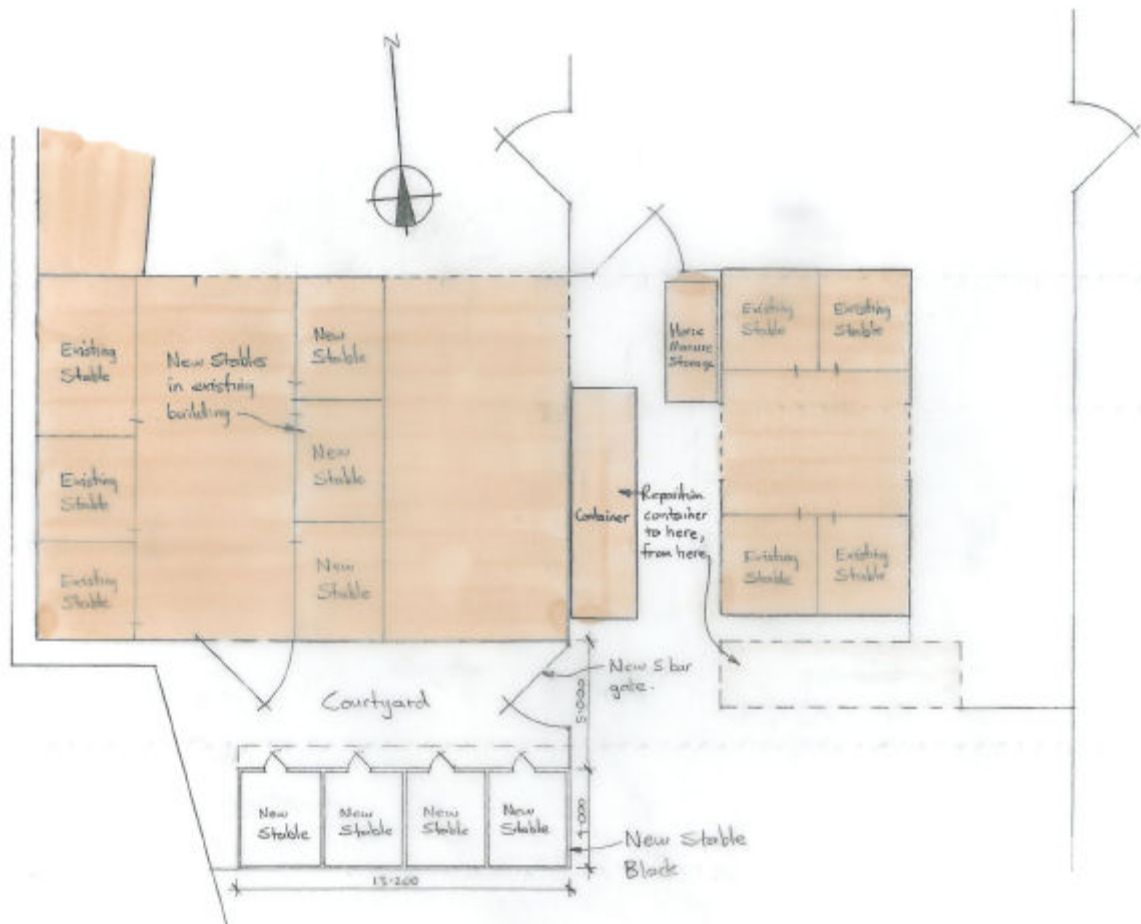 N
Existing
Stable
New Stables
in existing
building
New
Stable
Horse
Manure
Storage
Existing
Stable
Existing
Stable
Existing
Stable
New
Stable
Container
Reposition
container
to here,
from here
Existing
Stable
New
Stable
Existing
Stable
Existing
Stable
Courtyard
New 5 bar
gate.
5·000
New
Stable
New
Stable
New
Stable
New
Stable
4·000
New Stable
Block
13·200